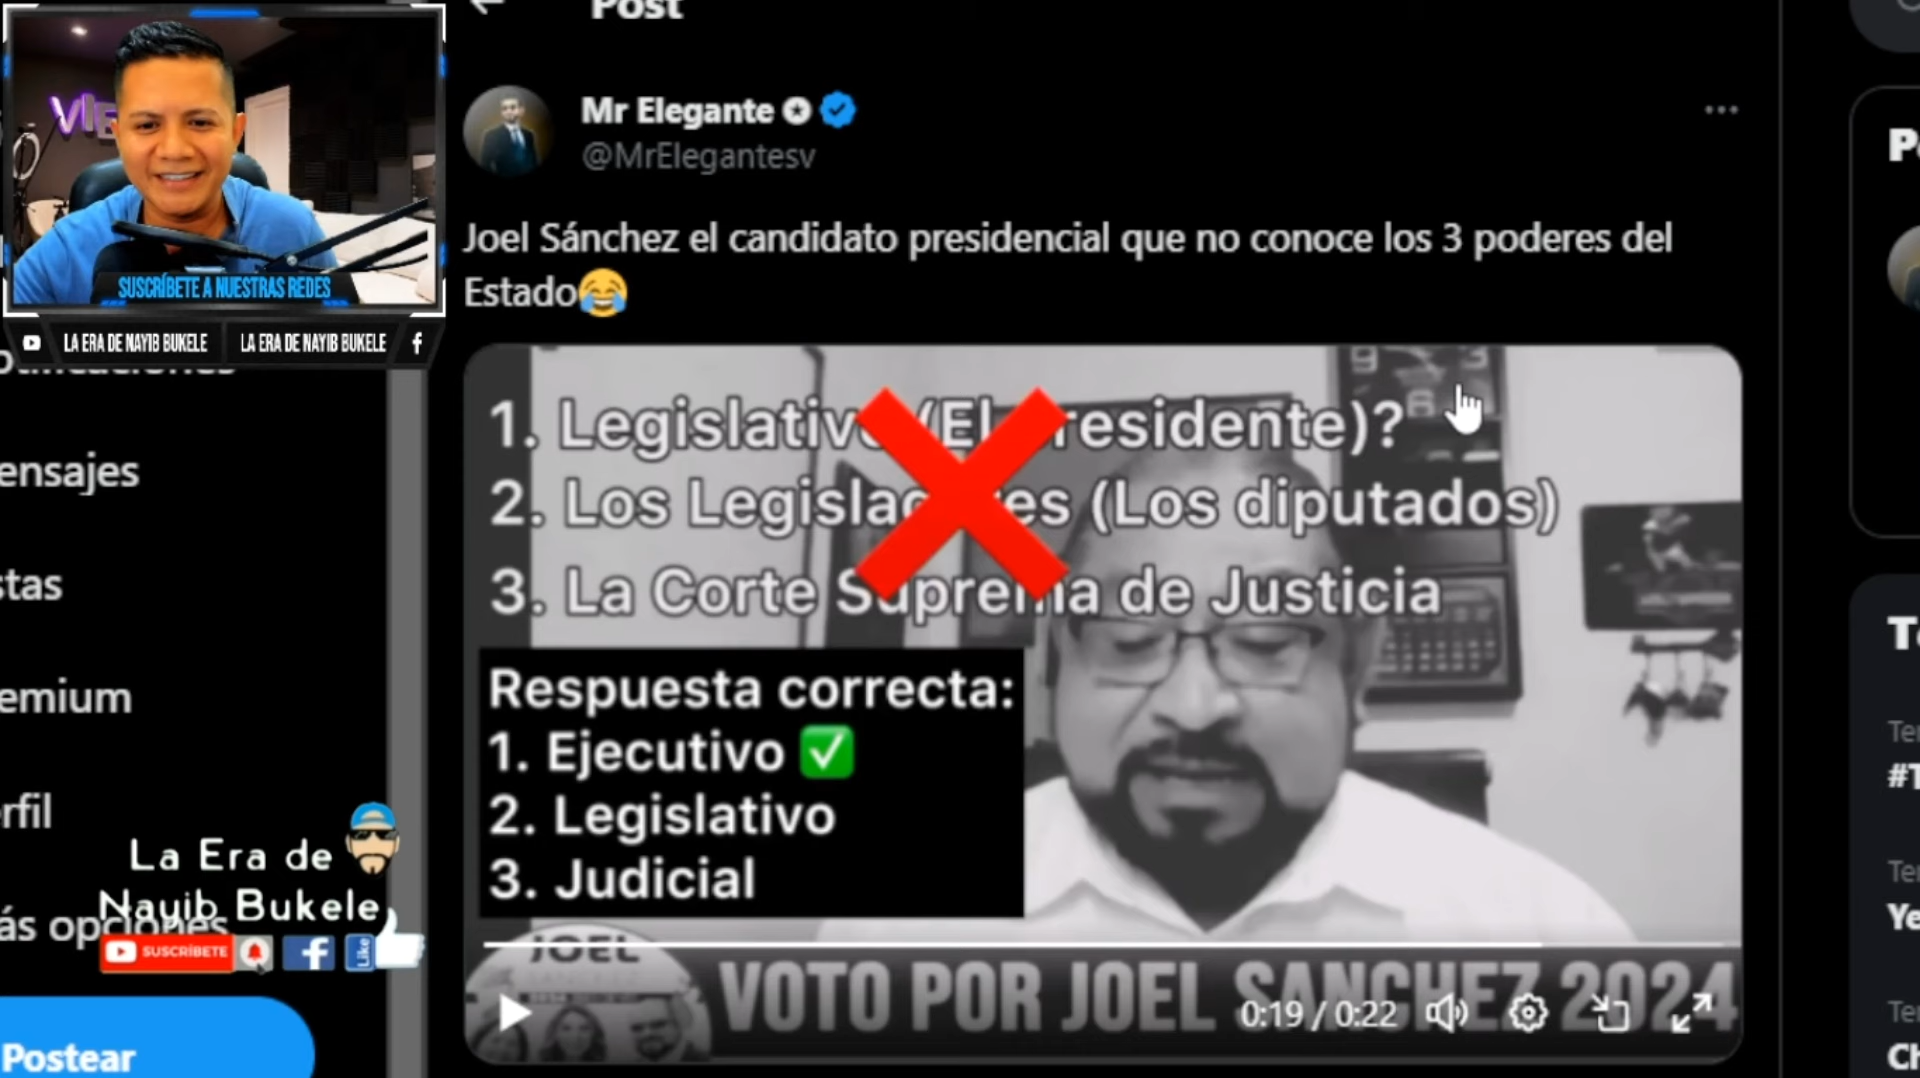 Post
Mr Elegante
@MrElegantesv
Joel Sánchez el candidato presidencial que no conoce los 3 poderes del
Estado😂
SUSCRÍBETE A NUESTRAS REDES
LA ERA DE NAYIB BUKELE
LA ERA DE NAYIB BUKELE
1. Legislativo (El Presidente)?
2. Los Legisladores (Los diputados)
3. La Corte Suprema de Justicia
Respuesta correcta:
1. Ejecutivo ✅
2. Legislativo
3. Judicial
ensajes
stas
emium
rfil
ás opciones
La Era de
Nayib Bukele
SUSCRÍBETE
Like
Postear
JOEL
VOTO POR JOEL SANCHEZ 2024
0:19 / 0:22
9 3
6